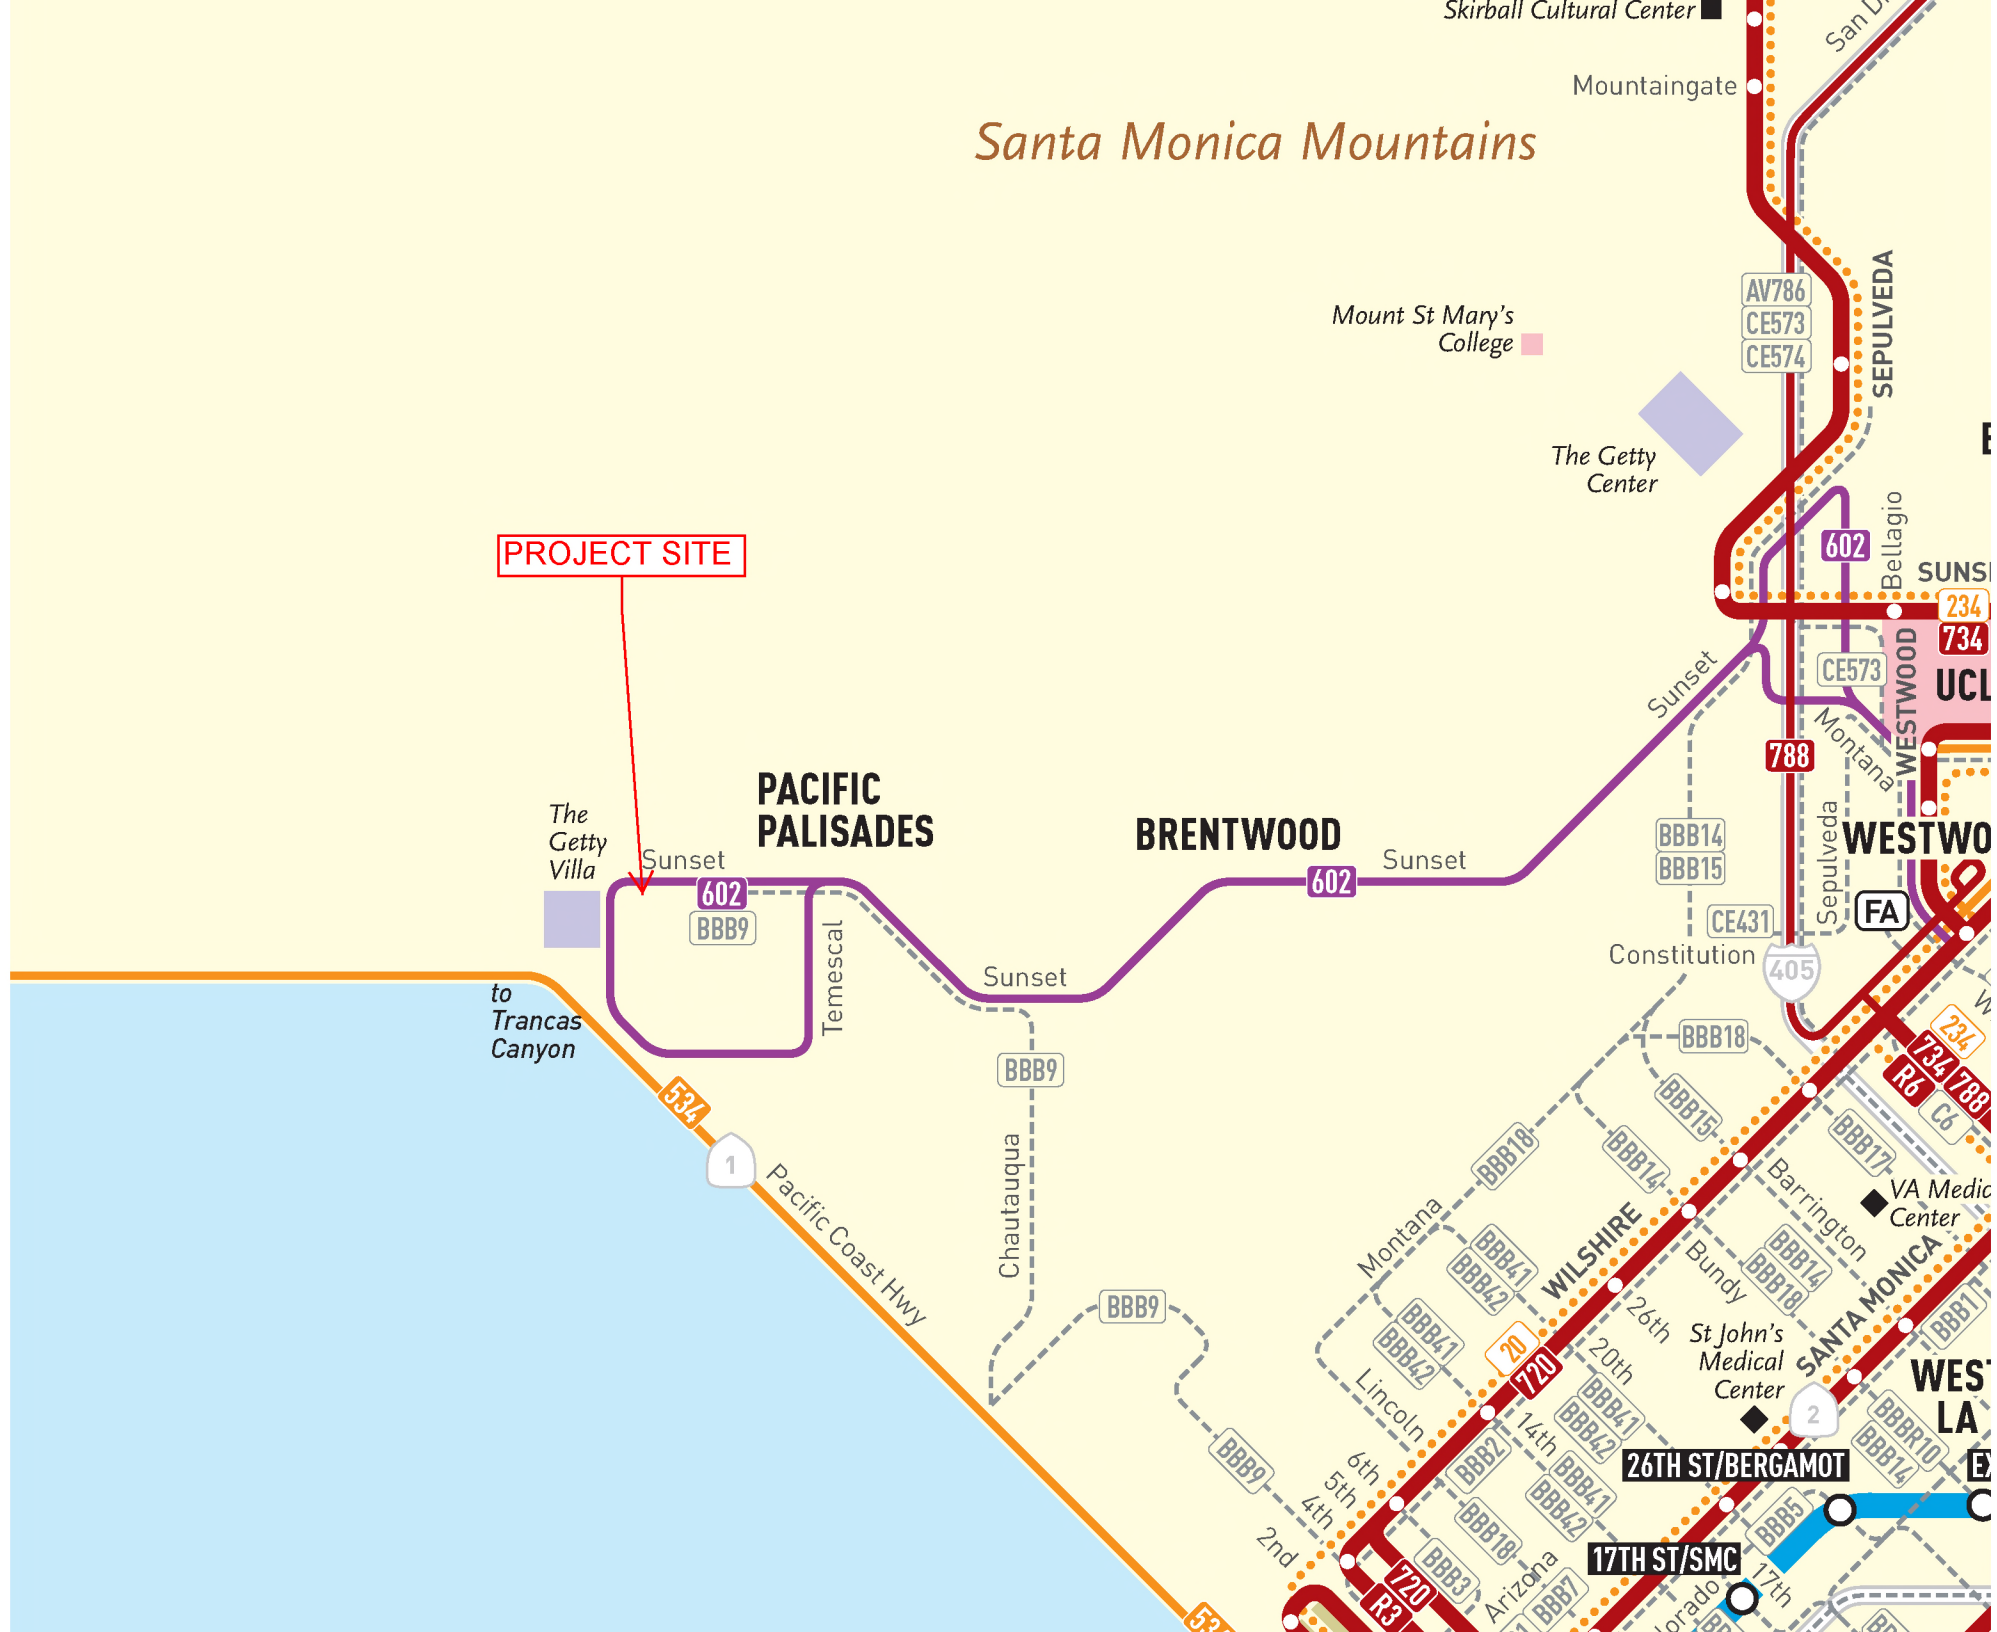 Skirball Cultural Center
San D
Mountaingate
Santa Monica Mountains
AV786
CE573
CE574
SEPULVEDA
Mount St Mary's
College
The Getty
Center
602
Bellagio
SUNS
234
734
PROJECT SITE
Sunset
CE573
WESTWOOD
UCL
Montana
788
PACIFIC
PALISADES
The
Getty
Villa
Sunset
602
BBB9
Temescal
BRENTWOOD
602
Sunset
BBB14
BBB15
Sepulveda
WESTWO
FA
CE431
Constitution
405
Sunset
to
Trancas
Canyon
534
1
Pacific Coast Hwy
BBB9
Chautauqua
BBB9
BBB9
BBB18
BBB15
BBB14
BBB18
234
734
788
R6
C6
BBB17
Barrington
VA Medic
Center
Montana
BBB41
BBB42
WILSHIRE
Bundy
BBB14
BBB18
SANTA MONICA
BBB1
BBB41
BBB42
20
720
26th
20th
St John's
Medical
Center
2
WES
LA
Lincoln
14th
BBB41
BBB42
BBBR10
BBB14
BBB2
6th
5th
4th
2nd
26TH ST/BERGAMOT
EX
BBB41
BBB42
BBB5
BBB18
17TH ST/SMC
17th
BBB3
Arizona
BBB7
720
R3
lorado
534